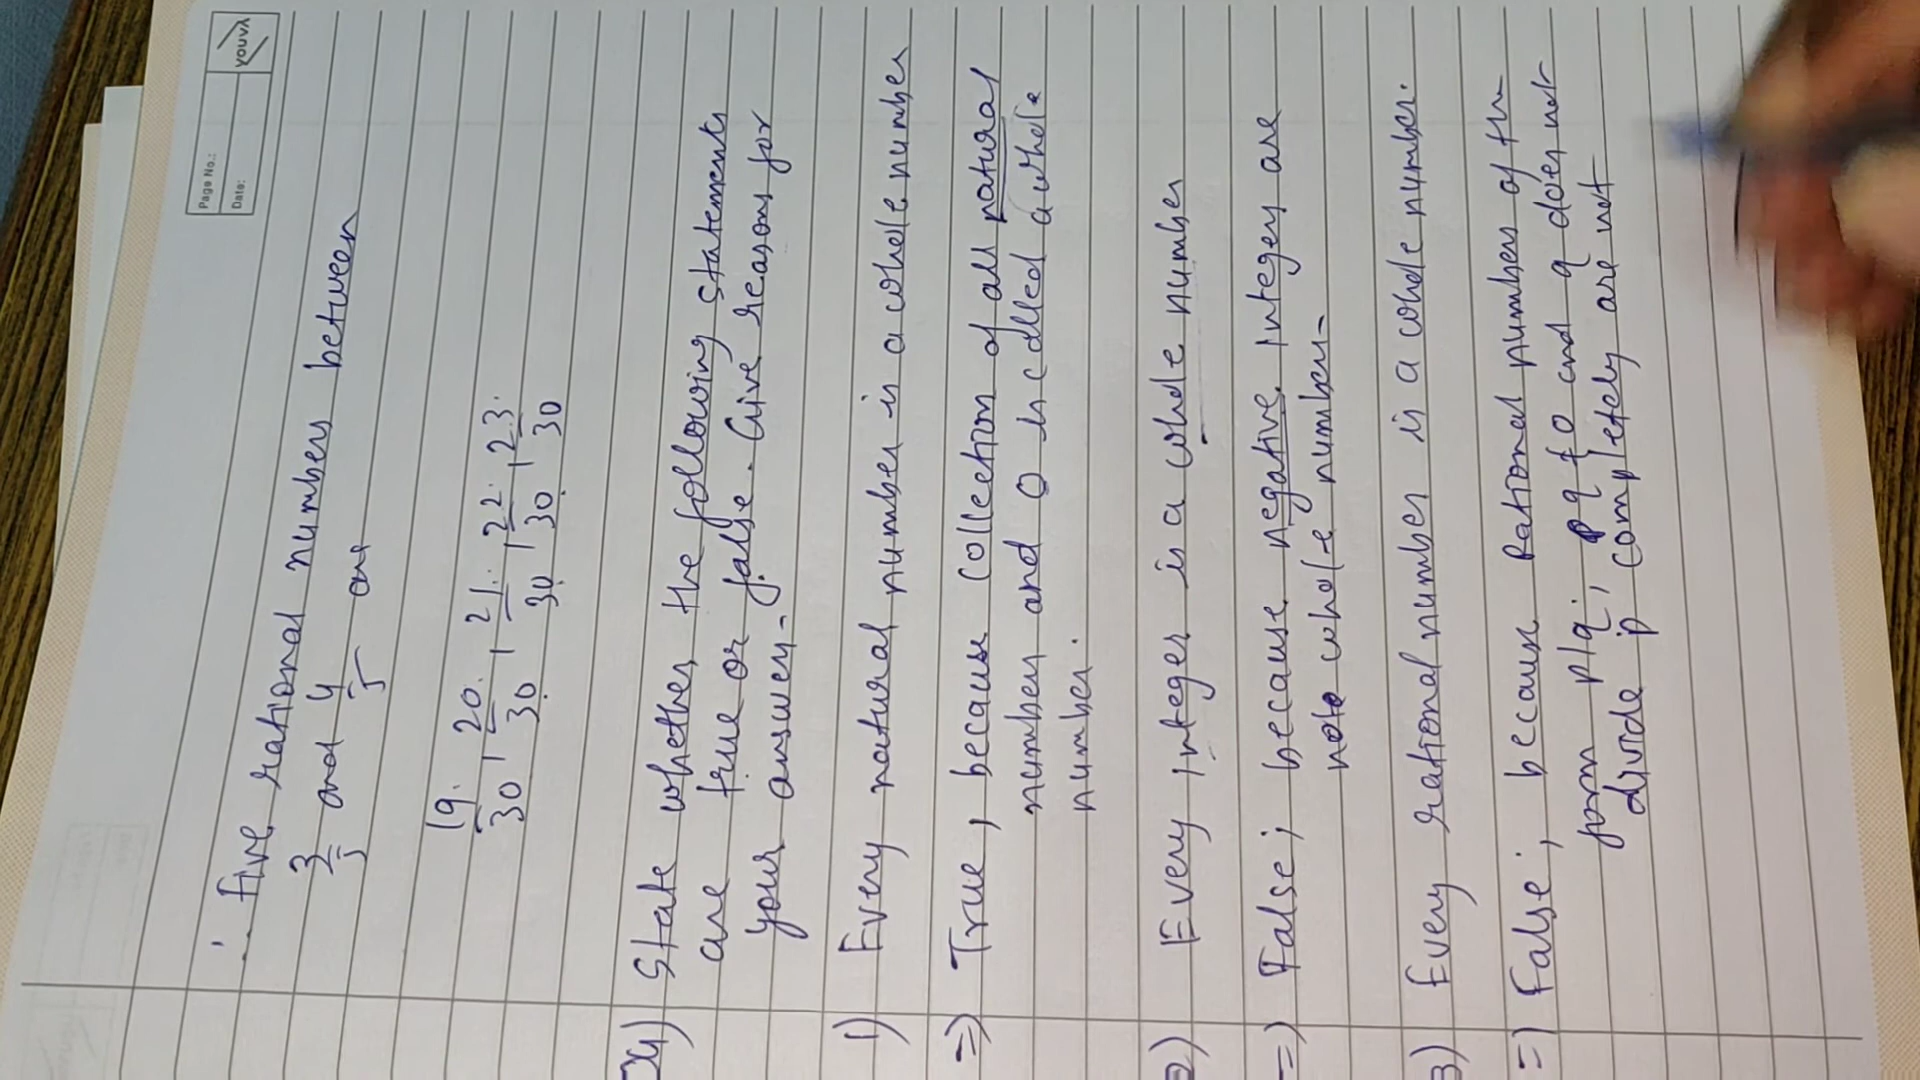 Page No.:
Date:
youva
∴ Five rational numbers between
3/5 and 4/5 are
19/30, 20/30, 21/30, 22/30, 23/30
Q4) State whether the following statements
are true or false. Give reasons for
your answers-
1) Every natural number is a whole number
=) True, because collection of all natural
numbers and 0 is called a whole
number.
2) Every integer is a whole number
=) False; because negative integers are
not whole numbers-
3) Every rational number is a whole number.
=) False; because rational numbers of the
form p/q; q ≠ 0 and q does not
divide p completely are not